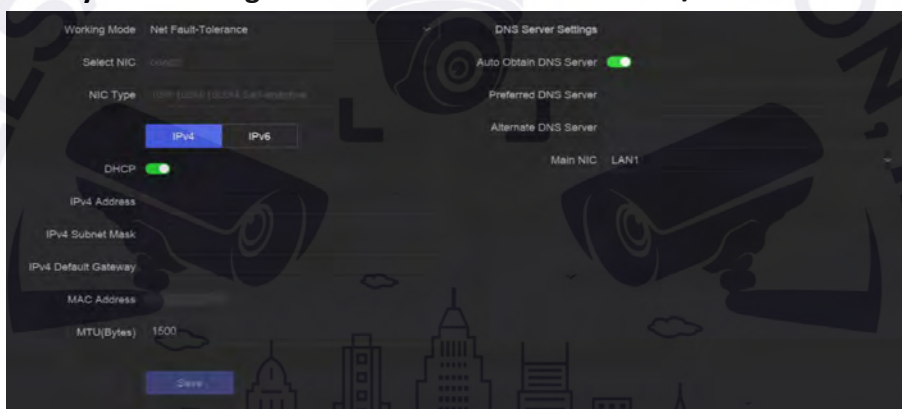 Working Mode Net Fault-Tolerance
Select NIC
NIC Type
IPv4 IPv6
DHCP
IPv4 Address
IPv4 Subnet Mask
IPv4 Default Gateway
MAC Address
MTU(Bytes) 1500
Save
DNS Server Settings
Auto Obtain DNS Server
Preferred DNS Server
Alternate DNS Server
Main NIC LAN1